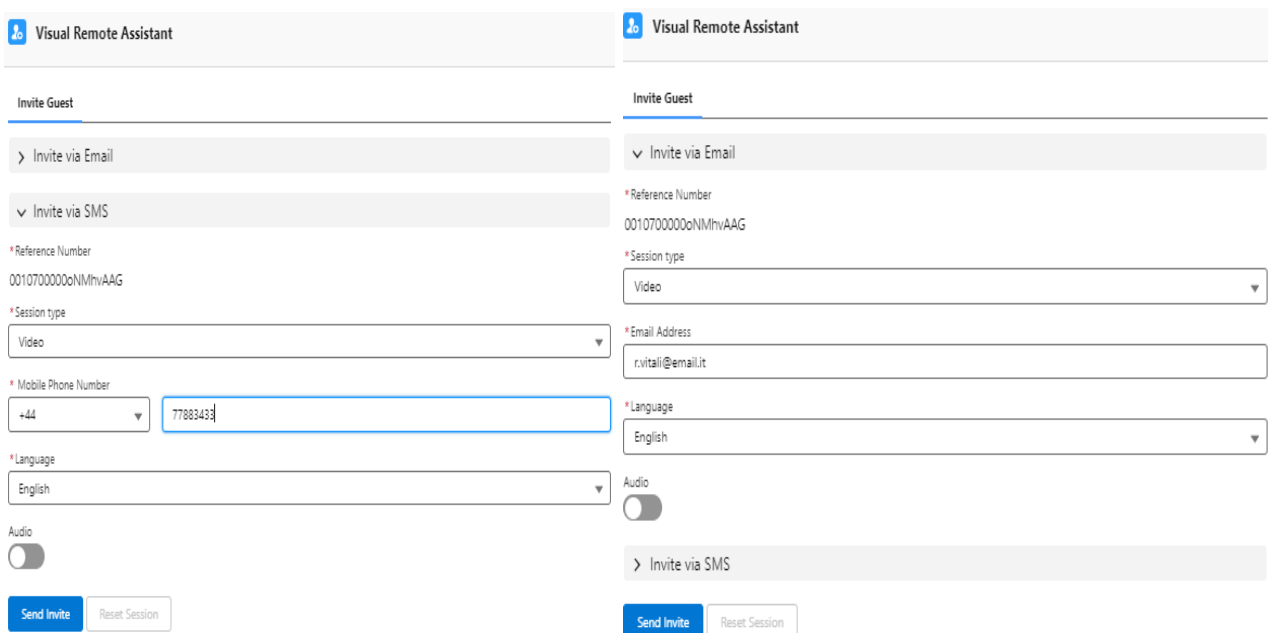 Visual Remote Assistant
Invite Guest
Invite via Email
Invite via SMS
*Reference Number
0010700000oNMhvAAG
*Session type
Video
* Mobile Phone Number
+44 77883433
*Language
English
Audio
Send Invite Reset Session
Visual Remote Assistant
Invite Guest
Invite via Email
*Reference Number
0010700000oNMhvAAG
*Session type
Video
*Email Address
r.vitali@email.it
*Language
English
Audio
Invite via SMS
Send Invite Reset Session